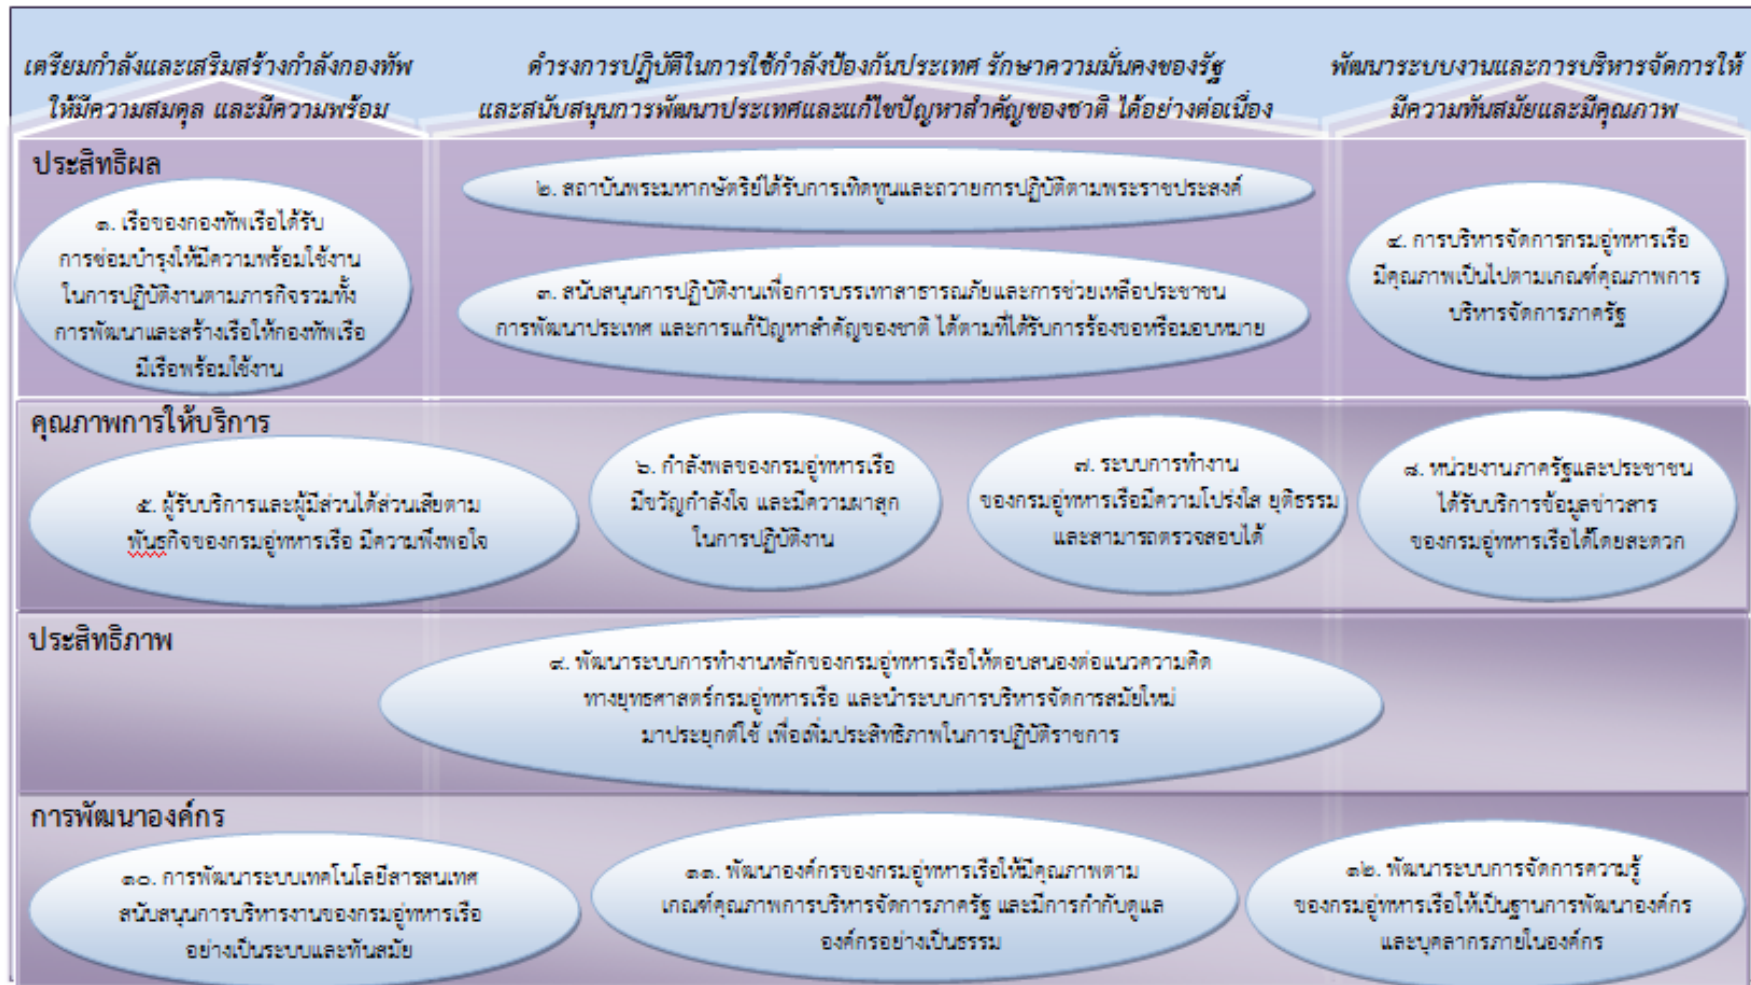 เตรียมกำลังและเสริมสร้างกำลังกองทัพ
ให้มีความสมดุล และมีความพร้อม
ดำรงการปฏิบัติในการใช้กำลังป้องกันประเทศ รักษาความมั่นคงของรัฐ
และสนับสนุนการพัฒนาประเทศและแก้ไขปัญหาสำคัญของชาติ ได้อย่างต่อเนื่อง
พัฒนาระบบงานและการบริหารจัดการให้
มีความทันสมัยและมีคุณภาพ
ประสิทธิผล
๑. เรือของกองทัพเรือได้รับ
การซ่อมบำรุงให้มีความพร้อมใช้งาน
ในการปฏิบัติงานตามภารกิจรวมทั้ง
การพัฒนาและสร้างเรือให้กองทัพเรือ
มีเรือพร้อมใช้งาน
๒. สถาบันพระมหากษัตริย์ได้รับการเทิดทูนและถวายการปฏิบัติตามพระราชประสงค์
๓. สนับสนุนการปฏิบัติงานเพื่อการบรรเทาสาธารณภัยและการช่วยเหลือประชาชน
การพัฒนาประเทศ และการแก้ปัญหาสำคัญของชาติ ได้ตามที่ได้รับการร้องขอหรือมอบหมาย
๔. การบริหารจัดการกรมอู่ทหารเรือ
มีคุณภาพเป็นไปตามเกณฑ์คุณภาพการ
บริหารจัดการภาครัฐ
คุณภาพการให้บริการ
๕. ผู้รับบริการและผู้มีส่วนได้ส่วนเสียตาม
พันธกิจของกรมอู่ทหารเรือ มีความพึงพอใจ
๖. กำลังพลของกรมอู่ทหารเรือ
มีขวัญกำลังใจ และมีความผาสุก
ในการปฏิบัติงาน
๗. ระบบการทำงาน
ของกรมอู่ทหารเรือมีความโปร่งใส ยุติธรรม
และสามารถตรวจสอบได้
๘. หน่วยงานภาครัฐและประชาชน
ได้รับบริการข้อมูลข่าวสาร
ของกรมอู่ทหารเรือได้โดยสะดวก
ประสิทธิภาพ
๙. พัฒนาระบบการทำงานหลักของกรมอู่ทหารเรือให้ตอบสนองต่อแนวความคิด
ทางยุทธศาสตร์กรมอู่ทหารเรือ และนำระบบการบริหารจัดการสมัยใหม่
มาประยุกต์ใช้ เพื่อเพิ่มประสิทธิภาพในการปฏิบัติราชการ
การพัฒนาองค์กร
๑๐. การพัฒนาระบบเทคโนโลยีสารสนเทศ
สนับสนุนการบริหารงานของกรมอู่ทหารเรือ
อย่างเป็นระบบและทันสมัย
๑๑. พัฒนาองค์กรของกรมอู่ทหารเรือให้มีคุณภาพตาม
เกณฑ์คุณภาพการบริหารจัดการภาครัฐ และมีการกำกับดูแล
องค์กรอย่างเป็นธรรม
๑๒. พัฒนาระบบการจัดการความรู้
ของกรมอู่ทหารเรือให้เป็นฐานการพัฒนาองค์กร
และบุคลากรภายในองค์กร